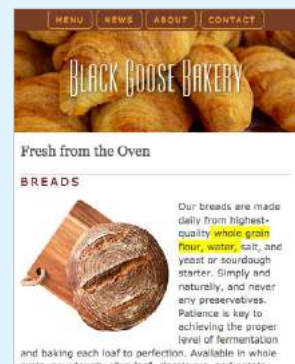 MENU NEWS ABOUT CONTACT
BLACK GOOSE BAKERY
Fresh from the Oven
BREADS
Our breads are made
daily from highest-
quality whole grain
flour, water, salt, and
yeast or sourdough
starter. Simply and
naturally, and never
any preservatives.
Patience is key to
achieving the proper
level of fermentation
and baking each loaf to perfection. Available in whole